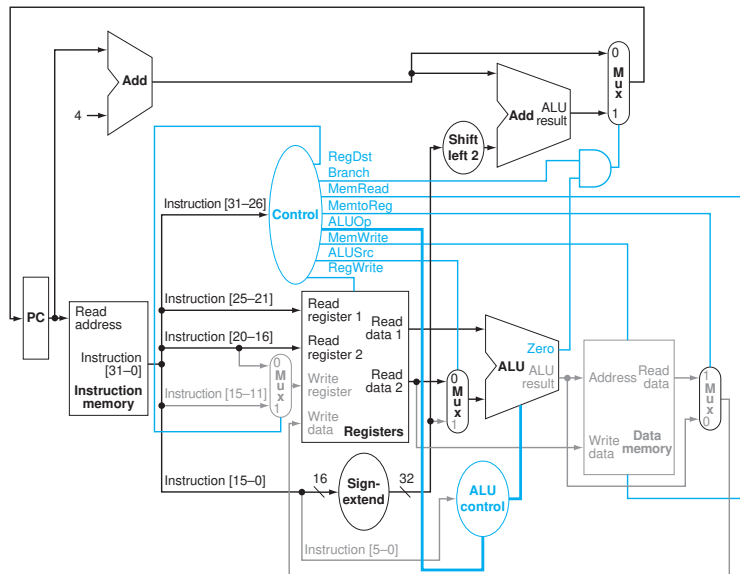 0
M
u
x
1
Add
4
Add
ALU
result
Shift
left 2
RegDst
Branch
MemRead
MemtoReg
ALUOp
MemWrite
ALUSrc
RegWrite
Control
Instruction [31–26]
PC
Read
address
Instruction
[31–0]
Instruction
memory
Instruction [25–21]
Instruction [20–16]
Instruction [15–11]
0
M
u
x
1
Read
register 1
Read
register 2
Write
register
Write
data
Read
data 1
Read
data 2
Registers
0
M
u
x
1
Zero
ALU
ALU
result
Address
Read
data
Write
data
Data
memory
1
M
u
x
0
Instruction [15–0]
16
Sign-
extend
32
ALU
control
Instruction [5–0]